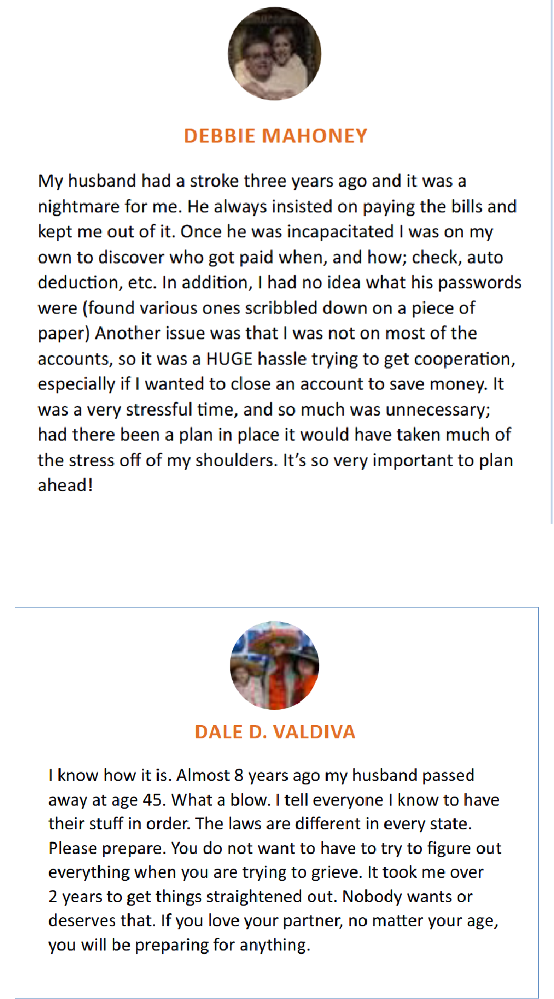 DEBBIE MAHONEY
My husband had a stroke three years ago and it was a
nightmare for me. He always insisted on paying the bills and
kept me out of it. Once he was incapacitated I was on my
own to discover who got paid when, and how; check, auto
deduction, etc. In addition, I had no idea what his passwords
were (found various ones scribbled down on a piece of
paper) Another issue was that I was not on most of the
accounts, so it was a HUGE hassle trying to get cooperation,
especially if I wanted to close an account to save money. It
was a very stressful time, and so much was unnecessary;
had there been a plan in place it would have taken much of
the stress off of my shoulders. It’s so very important to plan
ahead!
DALE D. VALDIVA
I know how it is. Almost 8 years ago my husband passed
away at age 45. What a blow. I tell everyone I know to have
their stuff in order. The laws are different in every state.
Please prepare. You do not want to have to try to figure out
everything when you are trying to grieve. It took me over
2 years to get things straightened out. Nobody wants or
deserves that. If you love your partner, no matter your age,
you will be preparing for anything.